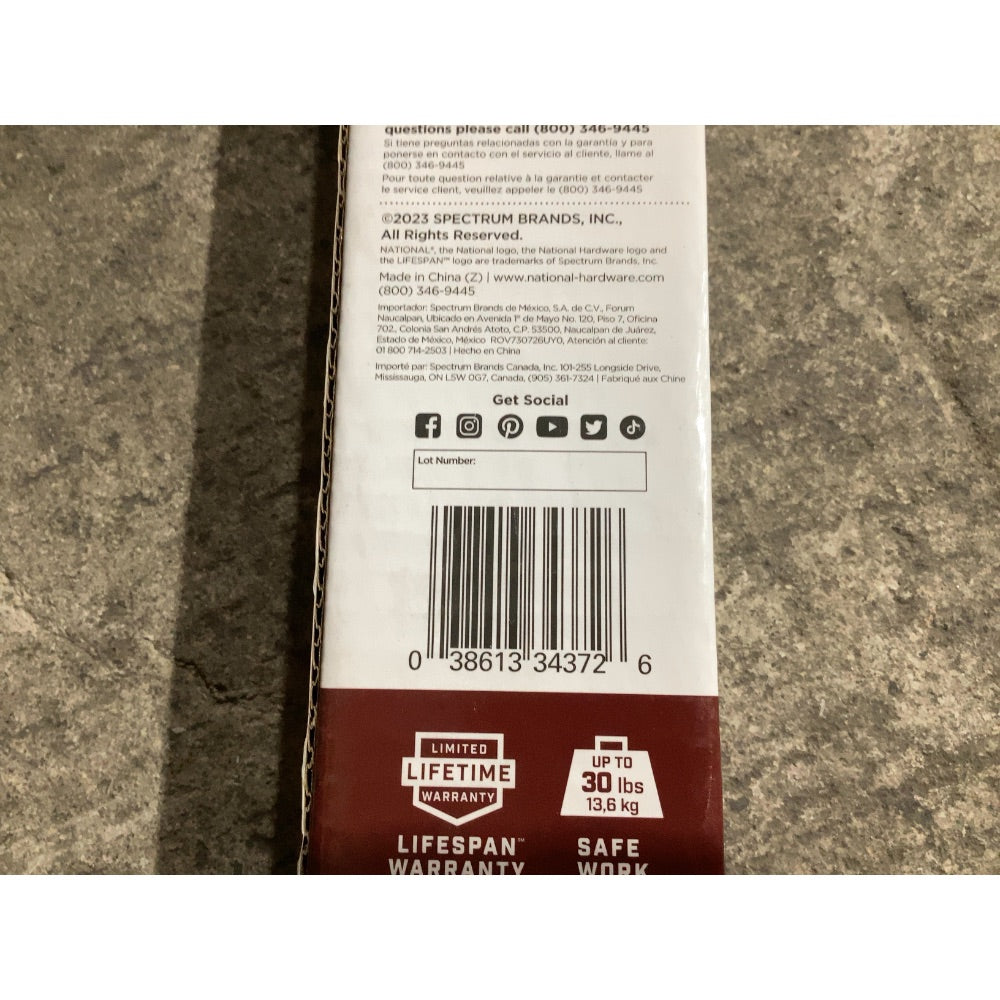 questions please call (800) 346-9445
Si tiene preguntas relacionadas con la garantía y para
ponerse en contacto con el servicio al cliente, llame al
(800) 346-9445
Pour toute question relative à la garantie et contacter
le service client, veuillez appeler le (800) 346-9445
©2023 SPECTRUM BRANDS, INC.,
All Rights Reserved.
NATIONAL®, the National logo, the National Hardware logo and
the LIFESPAN™ logo are trademarks of Spectrum Brands, Inc.
Made in China (Z) | www.national-hardware.com
(800) 346-9445
Importador: Spectrum Brands de México, S.A. de C.V., Forum
Naucalpan, Ubicado en Avenida 1° de Mayo No. 120, Piso 7, Oficina
702, Colonia San Andrés Atoto, C.P. 53500, Naucalpan de Juárez,
Estado de México, México ROV730726UY0, Atención al cliente:
01 800 714-2503 | Hecho en China
Importé par: Spectrum Brands Canada, Inc. 101-255 Longside Drive,
Mississauga, ON L5W 0G7, Canada, (905) 361-7324 | Fabriqué aux Chine
Get Social
Lot Number:
0 38613 34372 6
LIMITED
LIFETIME
WARRANTY
LIFESPAN™
WARRANTY
UP TO
30 lbs
13,6 kg
SAFE
WORK